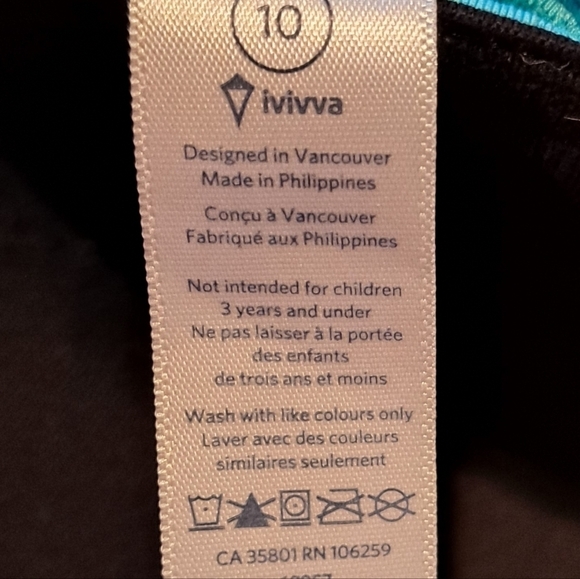 10
ivivva
Designed in Vancouver
Made in Philippines
Conçu à Vancouver
Fabriqué aux Philippines
Not intended for children
3 years and under
Ne pas laisser à la portée
des enfants
de trois ans et moins
Wash with like colours only
Laver avec des couleurs
similaires seulement
CA 35801 RN 106259